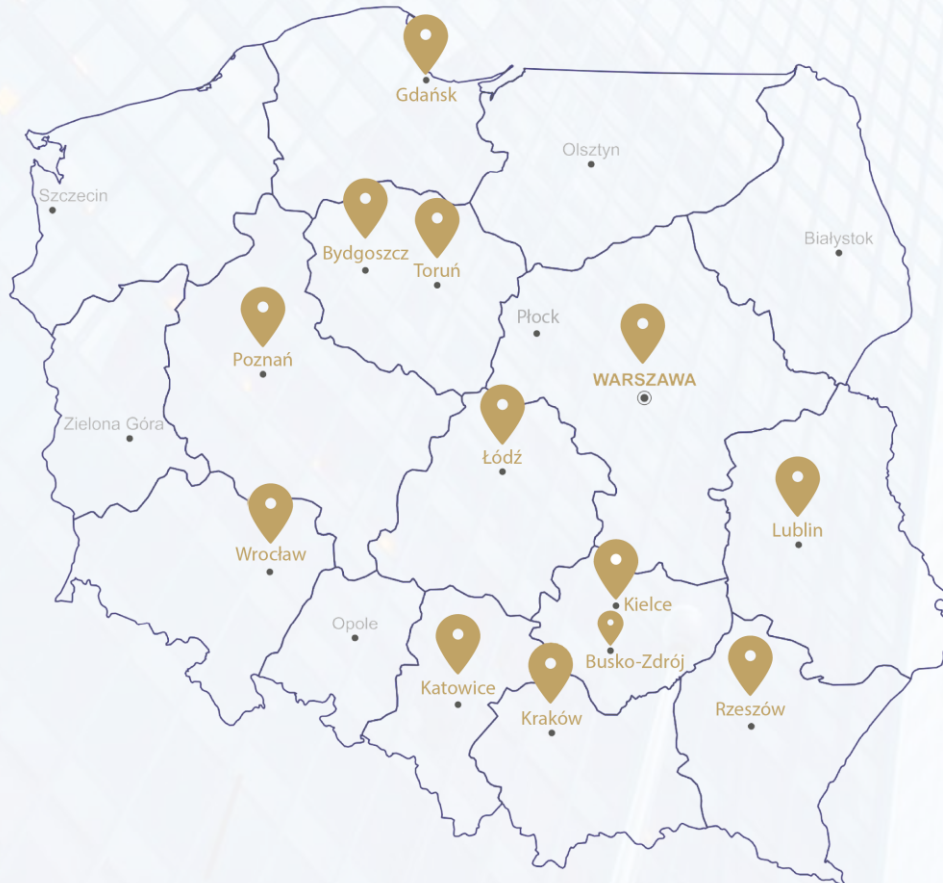 Gdańsk
Olsztyn
Szczecin
Białystok
Bydgoszcz
Toruń
Płock
Poznań
WARSZAWA
Zielona Góra
Łódź
Lublin
Wrocław
Kielce
Opole
Busko-Zdrój
Katowice
Kraków
Rzeszów